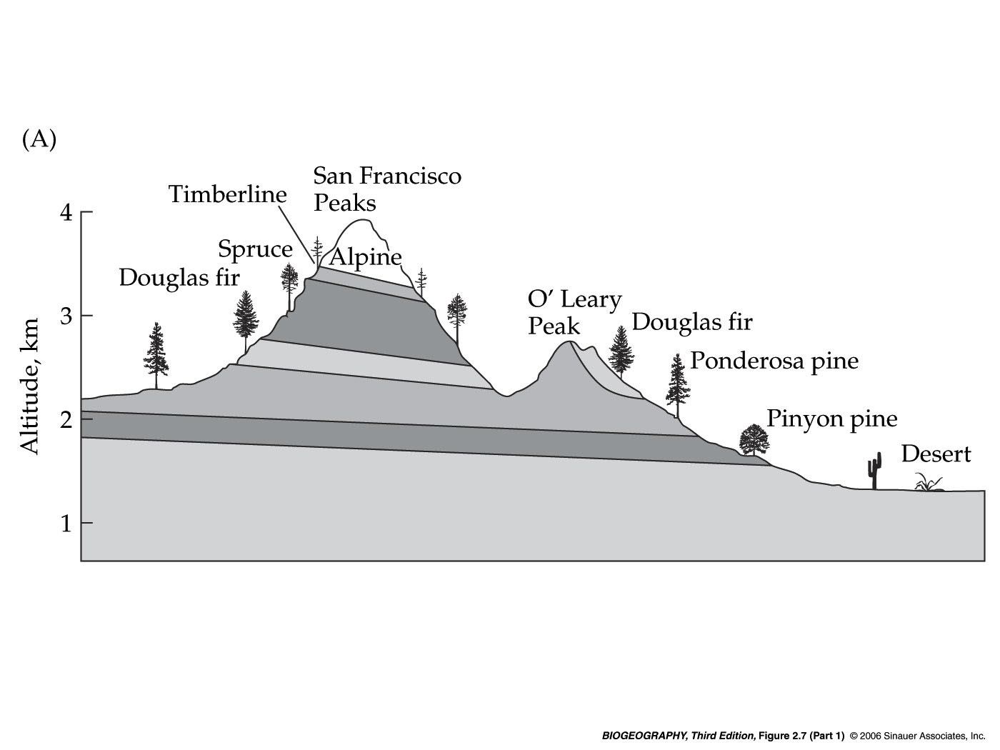 (A)
San Francisco
Peaks
Timberline
4
Spruce
Alpine
Douglas fir
O’ Leary
Peak
3
Douglas fir
Ponderosa pine
Altitude, km
2
Pinyon pine
Desert
1
BIOGEOGRAPHY, Third Edition, Figure 2.7 (Part 1) © 2006 Sinauer Associates, Inc.